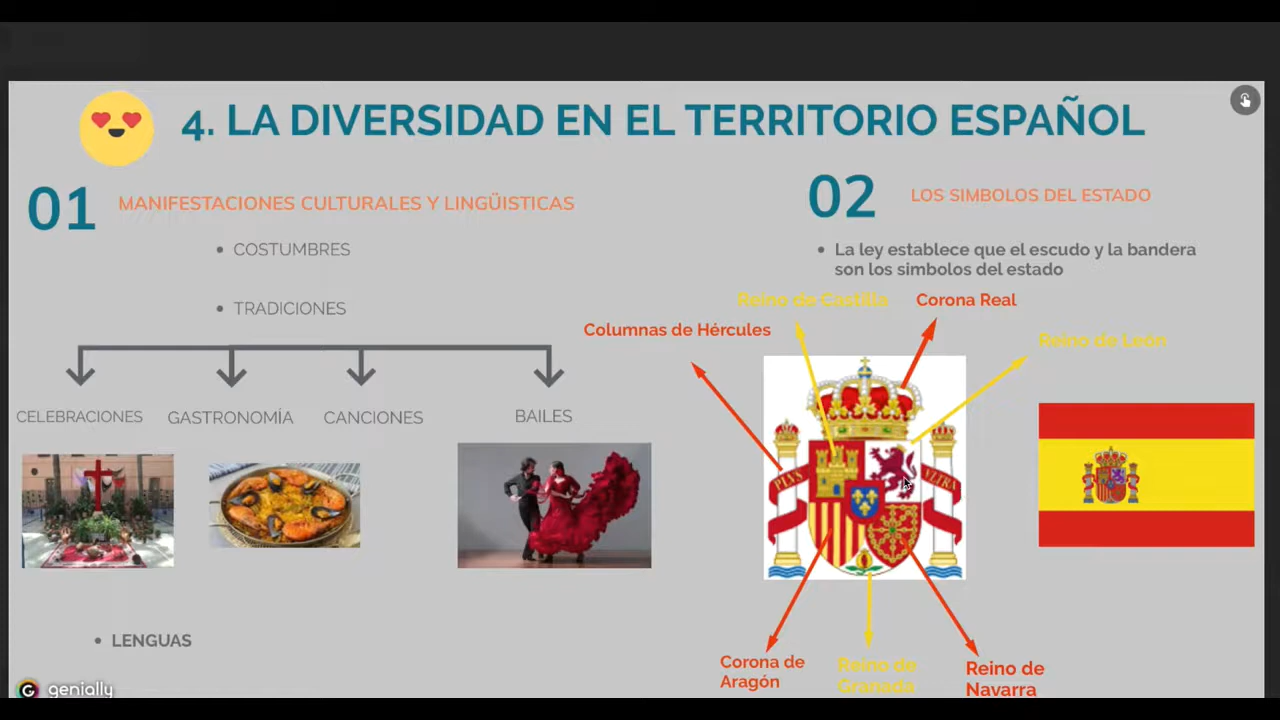 4. LA DIVERSIDAD EN EL TERRITORIO ESPAÑOL
01
MANIFESTACIONES CULTURALES Y LINGÜISTICAS
• COSTUMBRES
• TRADICIONES
CELEBRACIONES
GASTRONOMÍA
CANCIONES
BAILES
• LENGUAS
02
LOS SIMBOLOS DEL ESTADO
• La ley establece que el escudo y la bandera
son los simbolos del estado
Reino de Castilla
Corona Real
Columnas de Hércules
Reino de León
PLVS
VLTRA
Corona de
Aragón
Reino de
Granada
Reino de
Navarra
genially